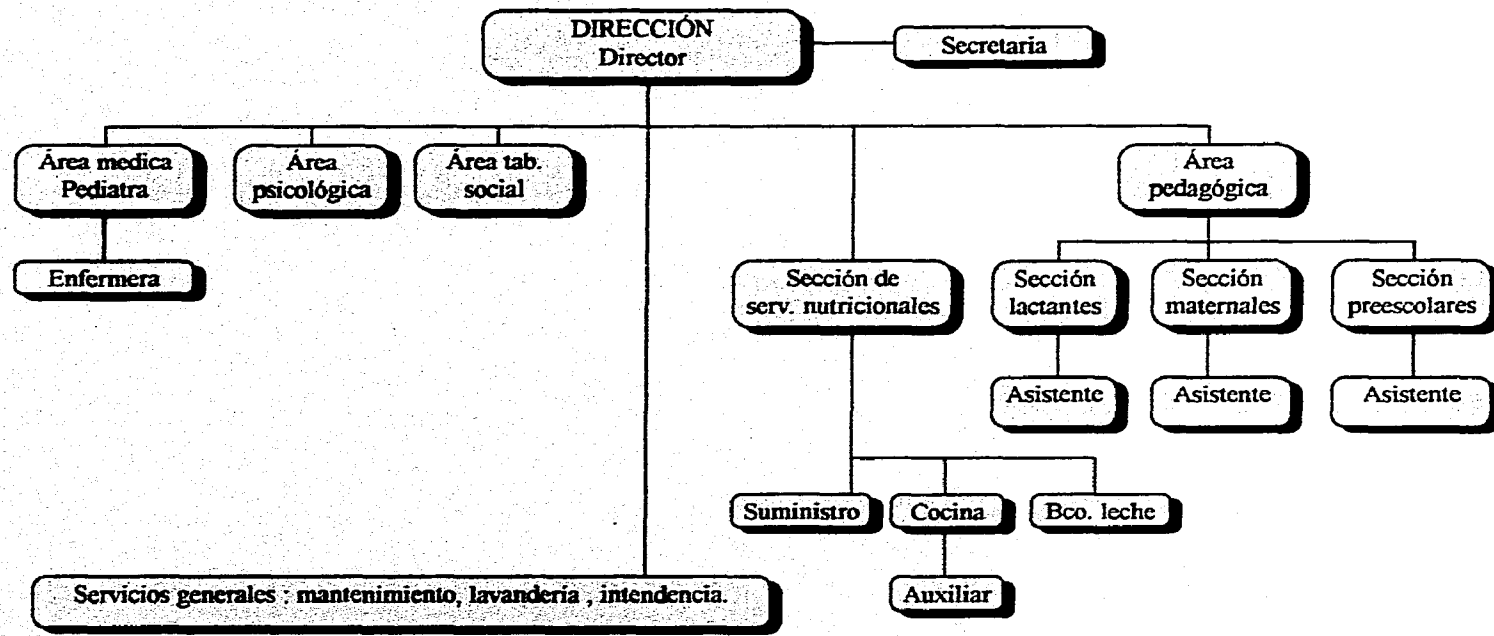 DIRECCIÓN
Director
Secretaria
Área medica
Pediatra
Área
psicológica
Área tab.
social
Área
pedagógica
Enfermera
Sección de
serv. nutricionales
Sección
lactantes
Sección
maternales
Sección
preescolares
Asistente
Asistente
Asistente
Suministro
Cocina
Bco. leche
Auxiliar
Servicios generales : mantenimiento, lavandería , intendencia.